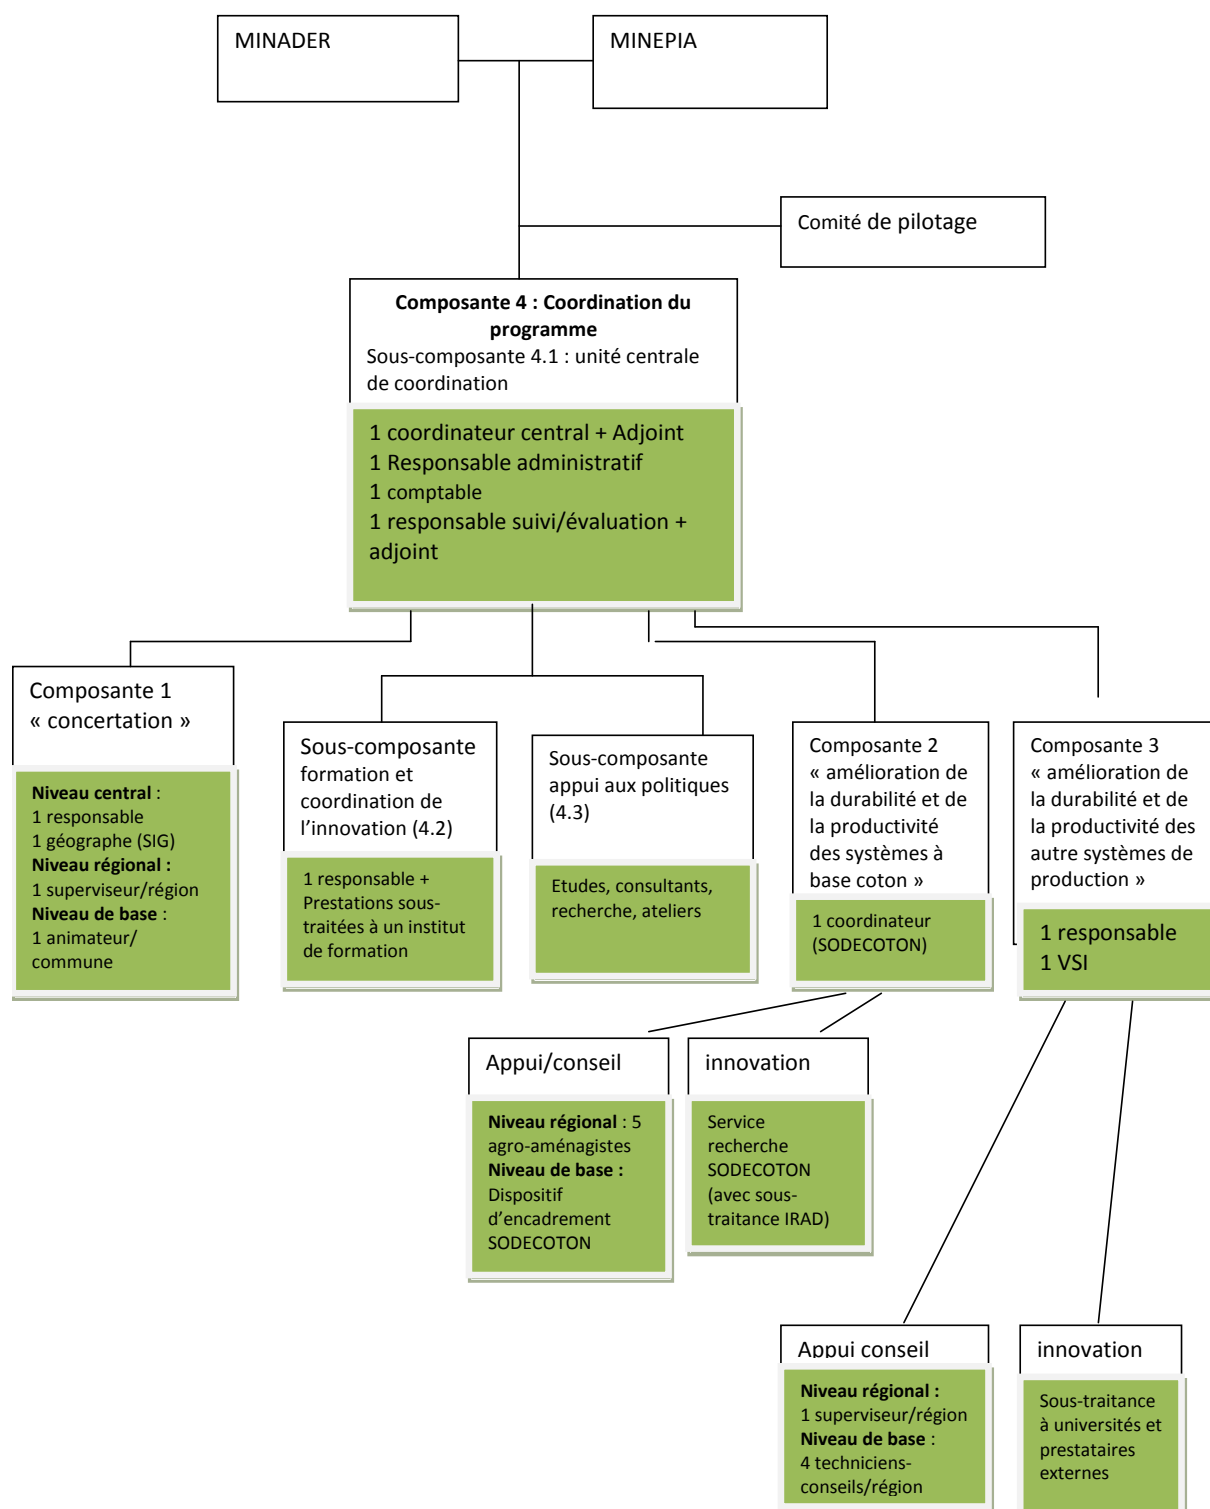 MINADER
MINEPIA
Comité de pilotage
Composante 4 : Coordination du
programme
Sous-composante 4.1 : unité centrale
de coordination
1 coordinateur central + Adjoint
1 Responsable administratif
1 comptable
1 responsable suivi/évaluation +
adjoint
Composante 1
« concertation »
Niveau central :
1 responsable
1 géographe (SIG)
Niveau régional :
1 superviseur/région
Niveau de base :
1 animateur/
commune
Sous-composante
formation et
coordination de
l’innovation (4.2)
1 responsable +
Prestations sous-
traitées à un institut
de formation
Sous-composante
appui aux politiques
(4.3)
Etudes, consultants,
recherche, ateliers
Composante 2
« amélioration de
la durabilité et de
la productivité
des systèmes à
base coton »
1 coordinateur
(SODECOTON)
Composante 3
« amélioration de
la durabilité et de
la productivité des
autre systèmes de
production »
1 responsable
1 VSI
Appui/conseil
Niveau régional : 5
agro-aménagistes
Niveau de base :
Dispositif
d’encadrement
SODECOTON
innovation
Service
recherche
SODECOTON
(avec sous-
traitance IRAD)
Appui conseil
Niveau régional :
1 superviseur/région
Niveau de base :
4 techniciens-
conseils/région
innovation
Sous-traitance
à universités et
prestataires
externes